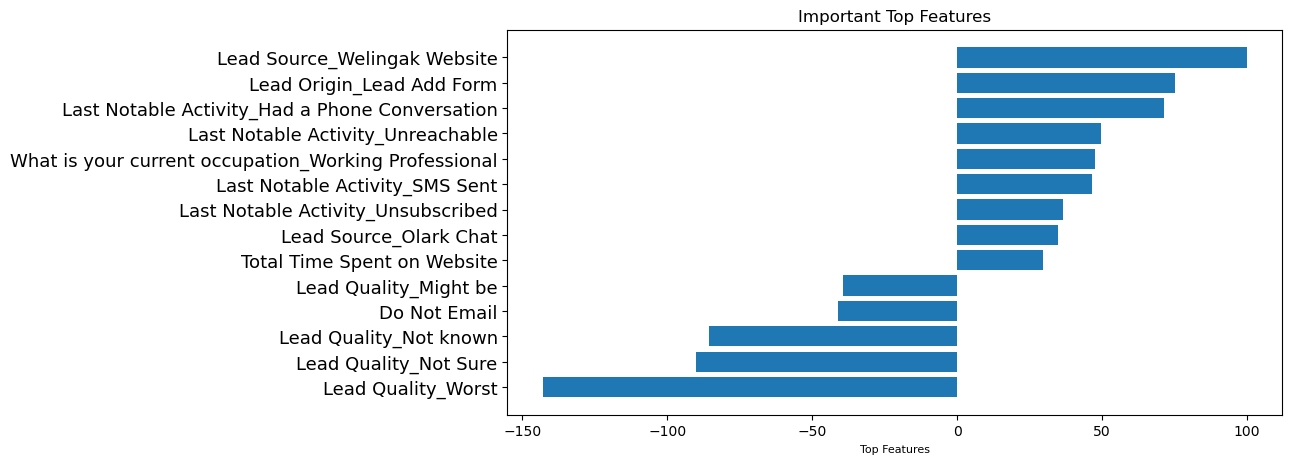 Important Top Features
Lead Source_Welingak Website
Lead Origin_Lead Add Form
Last Notable Activity_Had a Phone Conversation
Last Notable Activity_Unreachable
What is your current occupation_Working Professional
Last Notable Activity_SMS Sent
Last Notable Activity_Unsubscribed
Lead Source_Olark Chat
Total Time Spent on Website
Lead Quality_Might be
Do Not Email
Lead Quality_Not known
Lead Quality_Not Sure
Lead Quality_Worst
−150 −100 −50 0 50 100
Top Features